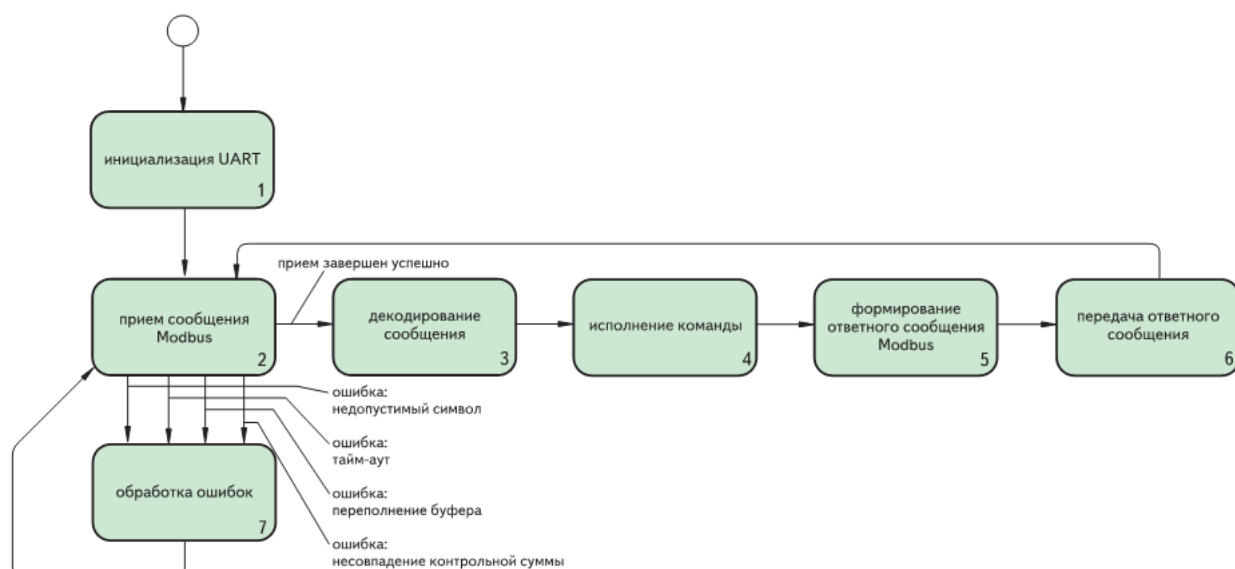 инициализация UART
1
прием завершен успешно
прием сообщения
Modbus
2
декодирование
сообщения
3
исполнение команды
4
формирование
ответного сообщения
Modbus
5
передача ответного
сообщения
6
ошибка:
недопустимый символ
ошибка:
тайм-аут
ошибка:
переполнение буфера
ошибка:
несовпадение контрольной суммы
обработка ошибок
7